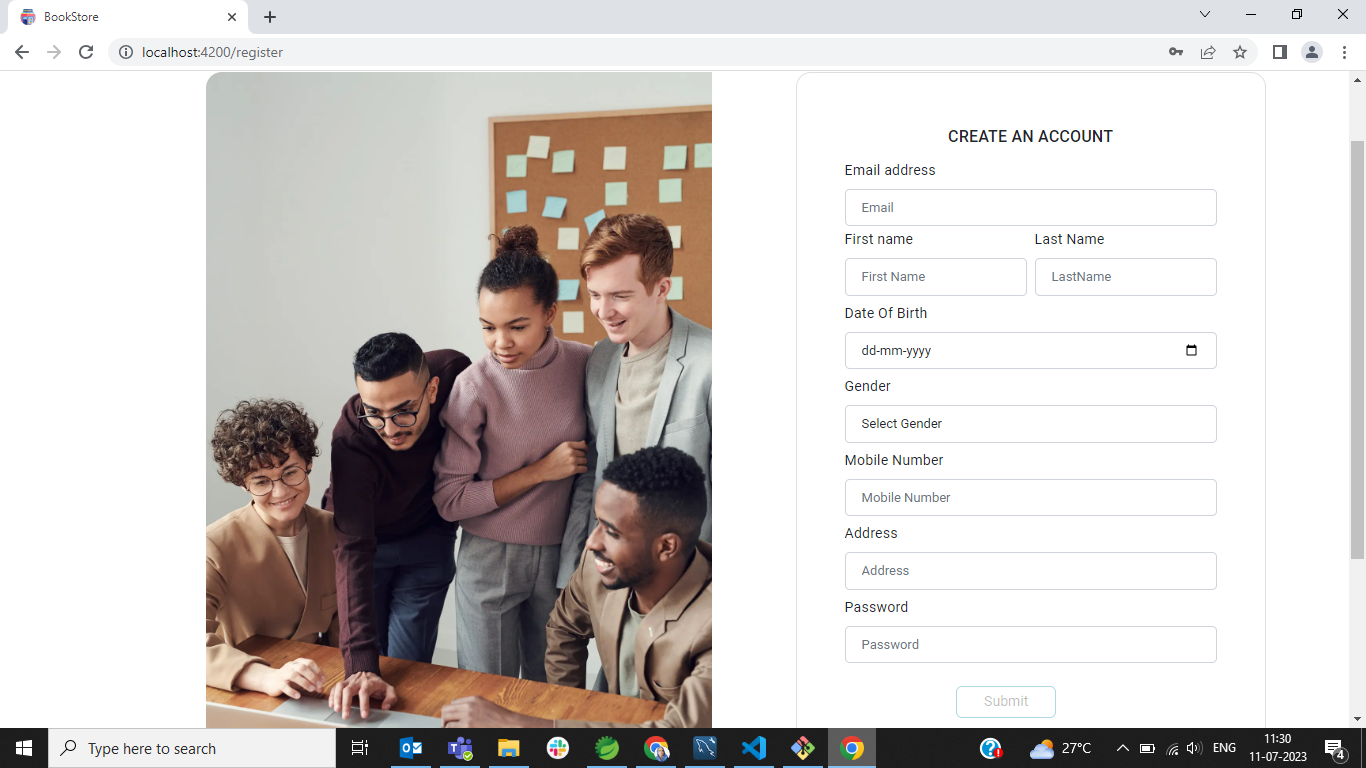 BookStore
localhost:4200/register
CREATE AN ACCOUNT
Email address
Email
First name Last Name
First Name LastName
Date Of Birth
dd-mm-yyyy
Gender
Select Gender
Mobile Number
Mobile Number
Address
Address
Password
Password
Submit
Type here to search
27°C
ENG
11:30
11-07-2023
4